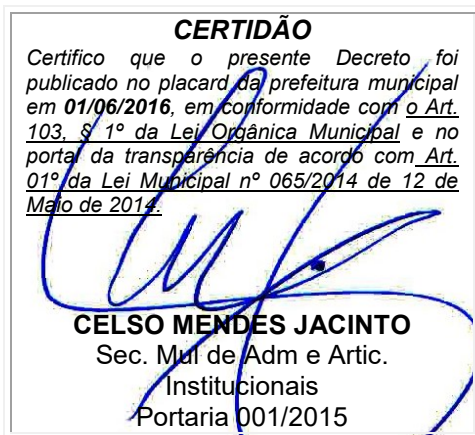 CERTIDÃO
Certifico que o presente Decreto foi
publicado no placard da prefeitura municipal
em 01/06/2016, em conformidade com o Art.
103, § 1º da Lei Orgânica Municipal e no
portal da transparência de acordo com Art.
01º da Lei Municipal nº 065/2014 de 12 de
Maio de 2014.
CELSO MENDES JACINTO
Sec. Mul de Adm e Artic.
Institucionais
Portaria 001/2015